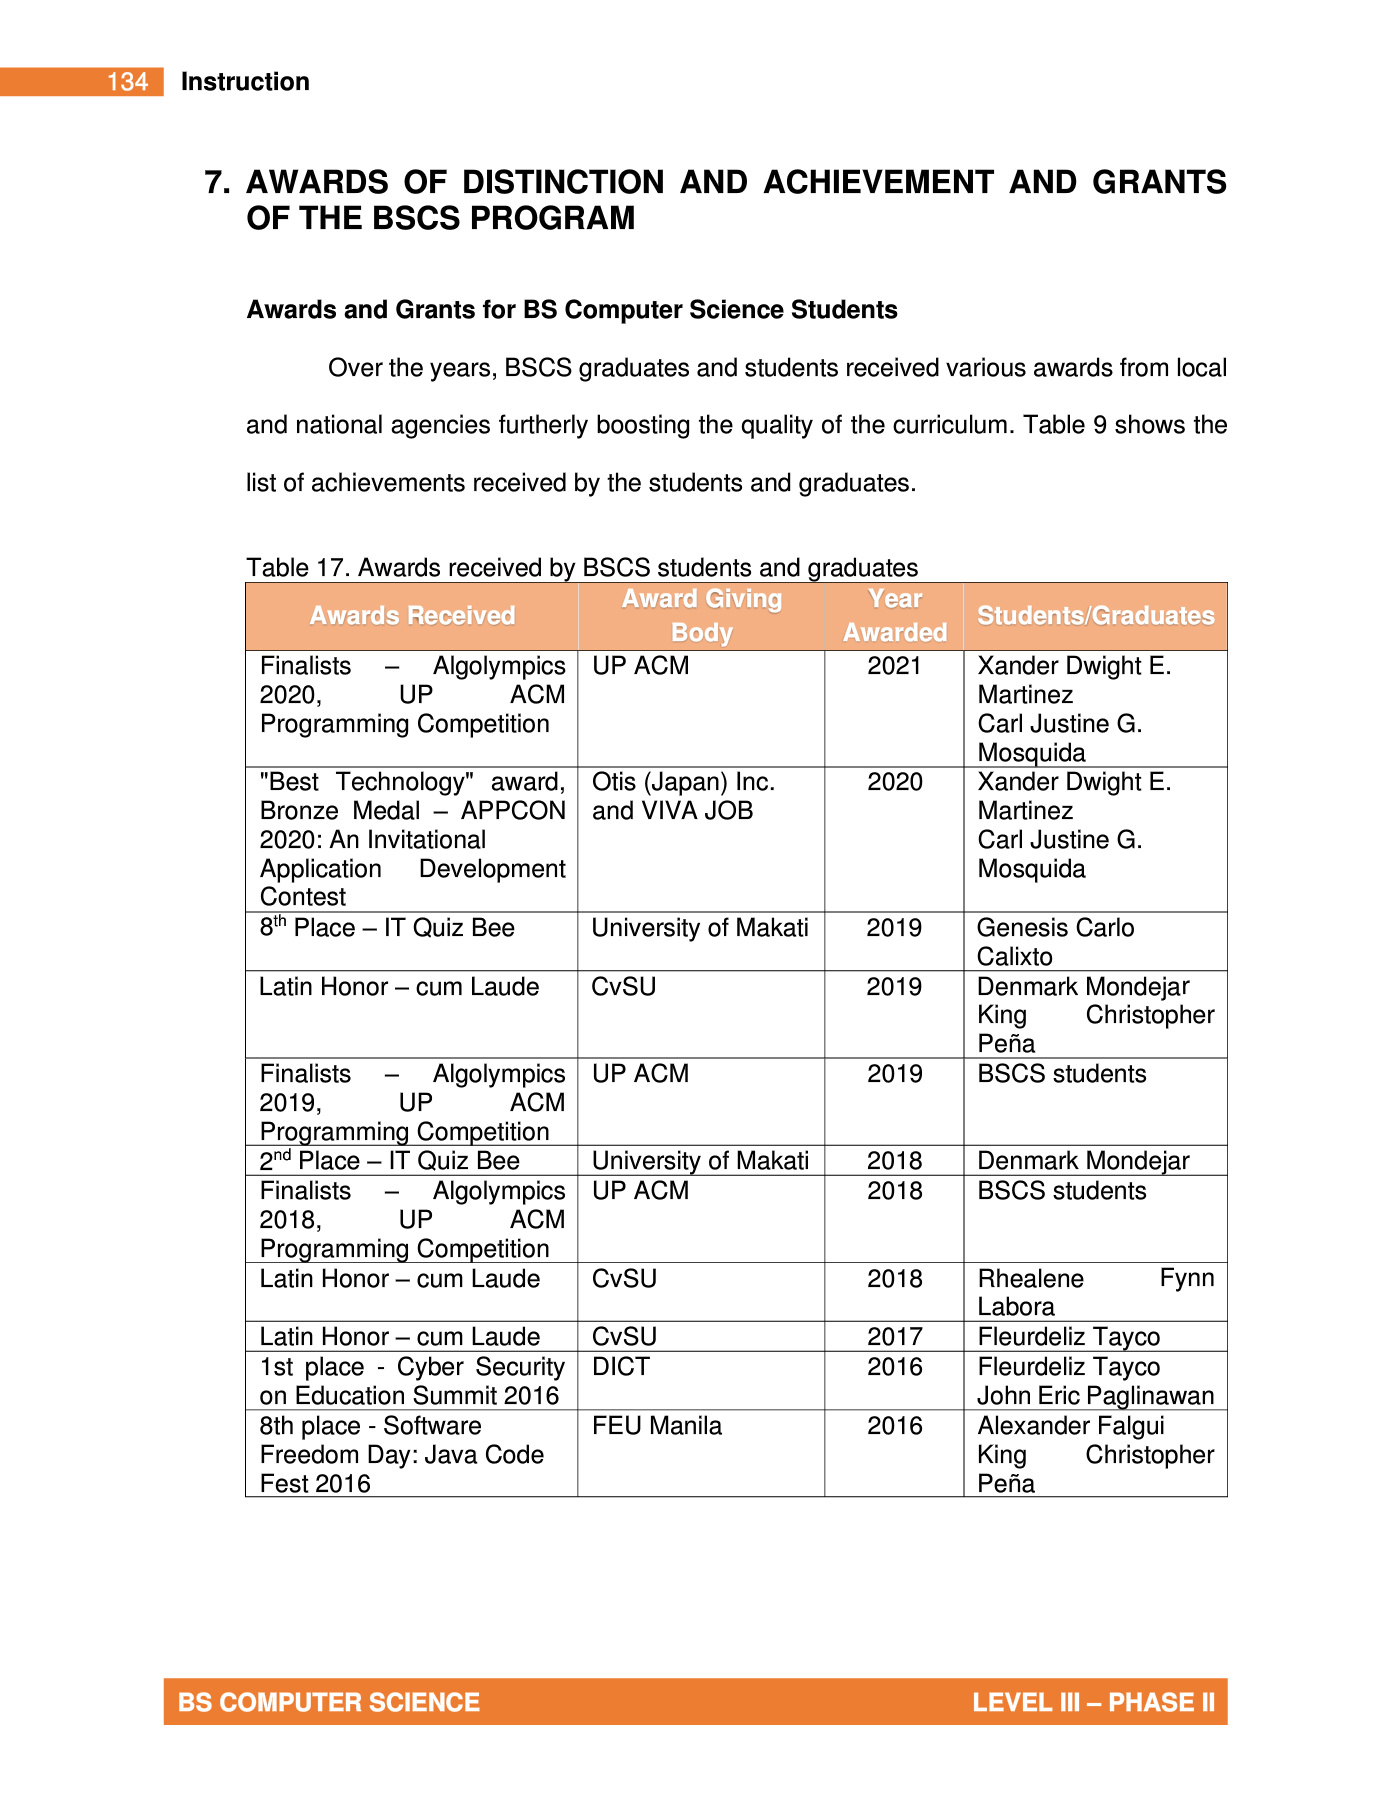 134 Instruction
7. AWARDS OF DISTINCTION AND ACHIEVEMENT AND GRANTS
OF THE BSCS PROGRAM
Awards and Grants for BS Computer Science Students
Over the years, BSCS graduates and students received various awards from local
and national agencies furtherly boosting the quality of the curriculum. Table 9 shows the
list of achievements received by the students and graduates.
Table 17. Awards received by BSCS students and graduates
Awards Received
Award Giving
Body
Year
Awarded
Students/Graduates
Finalists – Algolympics
2020, UP ACM
Programming Competition
UP ACM
2021
Xander Dwight E.
Martinez
Carl Justine G.
Mosquida
"Best Technology" award,
Bronze Medal – APPCON
2020: An Invitational
Application Development
Contest
Otis (Japan) Inc.
and VIVA JOB
2020
Xander Dwight E.
Martinez
Carl Justine G.
Mosquida
8th Place – IT Quiz Bee
University of Makati
2019
Genesis Carlo
Calixto
Latin Honor – cum Laude
CvSU
2019
Denmark Mondejar
King Christopher
Peña
Finalists – Algolympics
2019, UP ACM
Programming Competition
UP ACM
2019
BSCS students
2nd Place – IT Quiz Bee
University of Makati
2018
Denmark Mondejar
Finalists – Algolympics
2018, UP ACM
Programming Competition
UP ACM
2018
BSCS students
Latin Honor – cum Laude
CvSU
2018
Rhealene Fynn
Labora
Latin Honor – cum Laude
CvSU
2017
Fleurdeliz Tayco
1st place - Cyber Security
on Education Summit 2016
DICT
2016
Fleurdeliz Tayco
John Eric Paglinawan
8th place - Software
Freedom Day: Java Code
Fest 2016
FEU Manila
2016
Alexander Falgui
King Christopher
Peña
BS COMPUTER SCIENCE LEVEL III – PHASE II